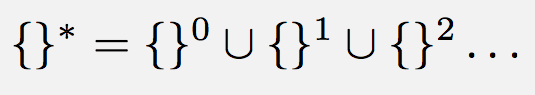 {}* = {}⁰ ∪ {}¹ ∪ {}² …